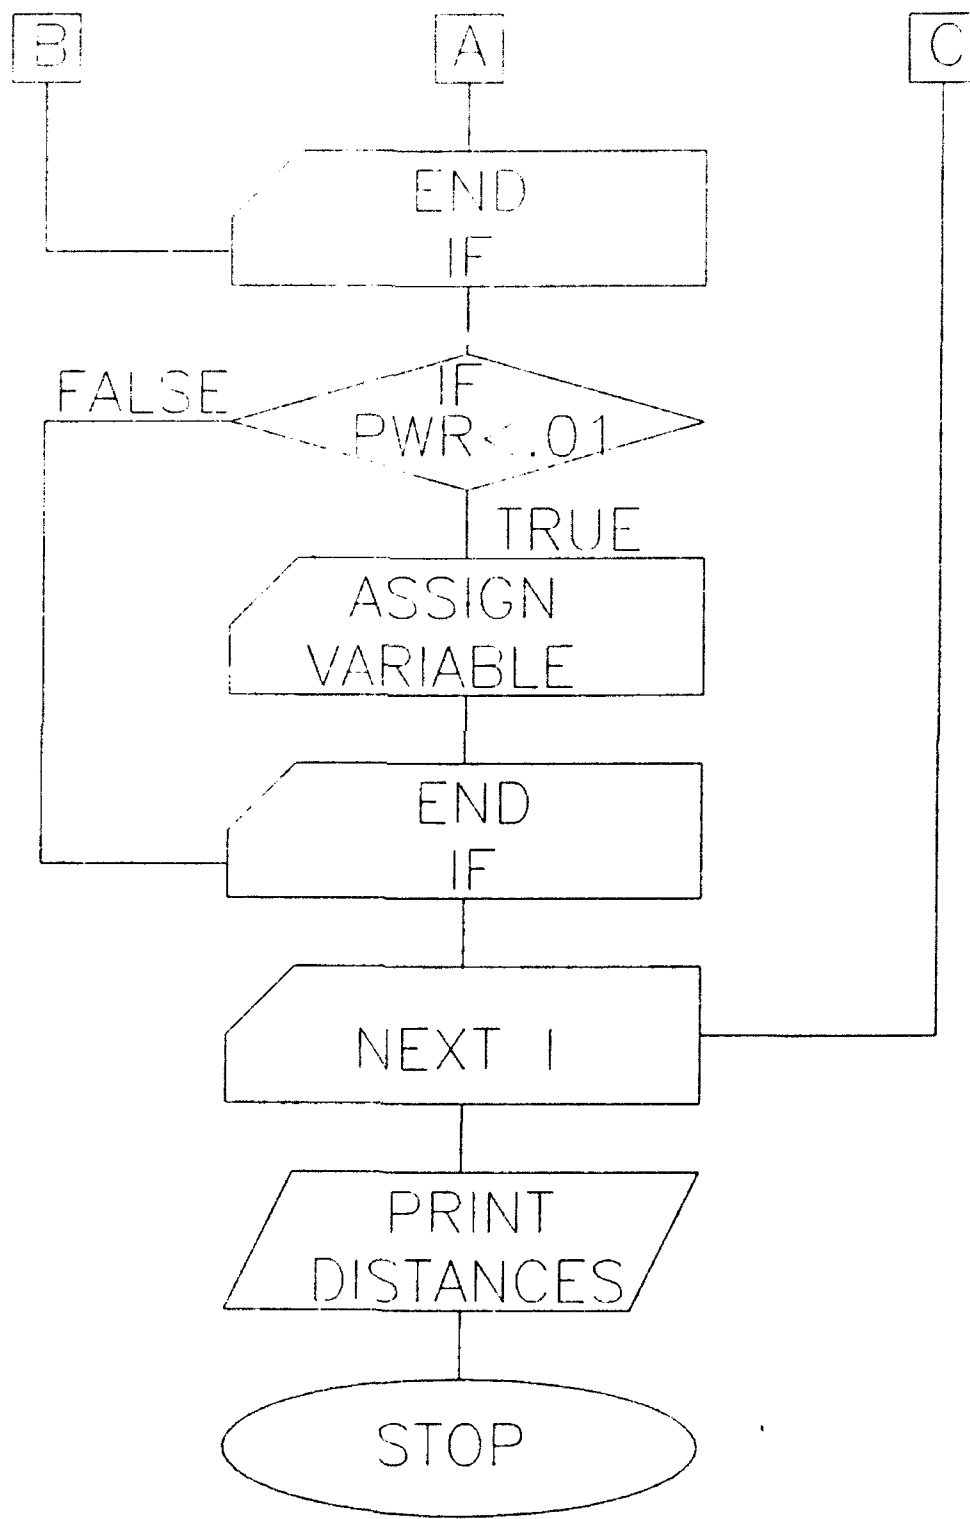 B
A
C
END
IF
FALSE
IF
PWR<.01
TRUE
ASSIGN
VARIABLE
END
IF
NEXT I
PRINT
DISTANCES
STOP